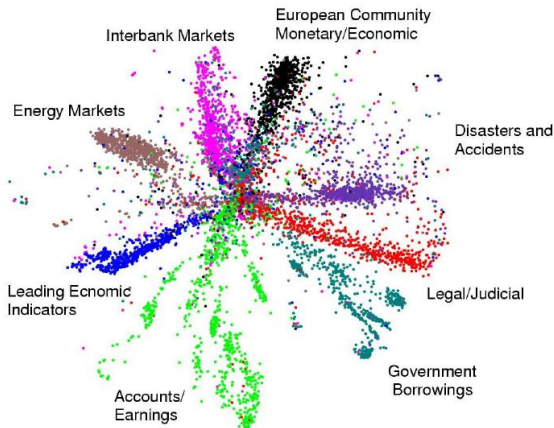 European Community
Monetary/Economic
Interbank Markets
Energy Markets
Disasters and
Accidents
Leading Ecnomic
Indicators
Legal/Judicial
Government
Borrowings
Accounts/
Earnings